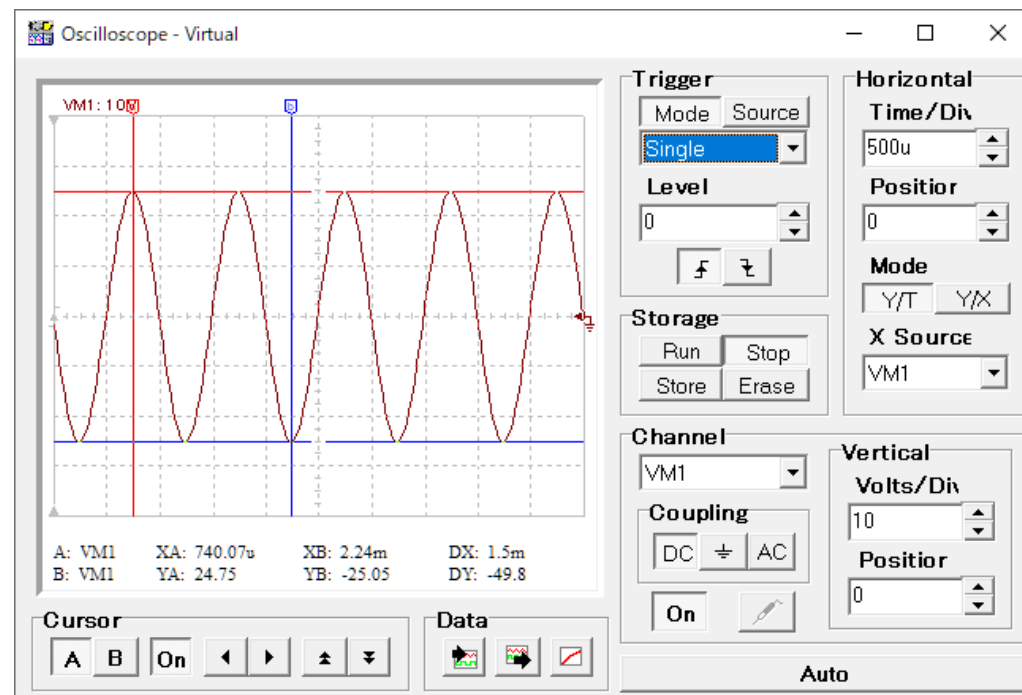 Oscilloscope - Virtual
VM1: 10V
b
A: VM1 XA: 740.07u XB: 2.24m DX: 1.5m
B: VM1 YA: 24.75 YB: -25.05 DY: -49.8
Cursor
A B On
Data
Trigger
Mode Source
Single
Level
0
Storage
Run Stop
Store Erase
Horizontal
Time/Div
500u
Position
0
Mode
Y/T Y/X
X Source
VM1
Channel
VM1
Coupling
DC AC
On
Vertical
Volts/Div
10
Position
0
Auto